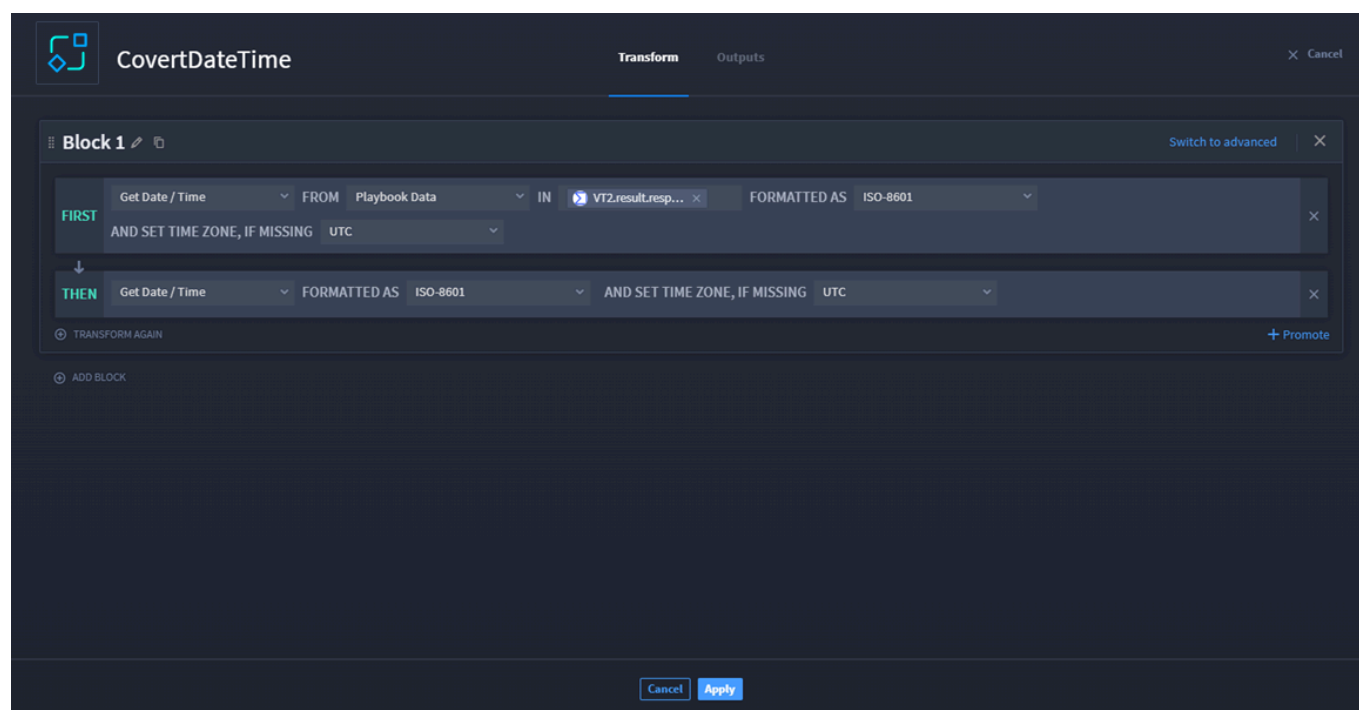 CovertDateTime
Transform Outputs
Cancel
Block 1
Switch to advanced
FIRST
Get Date / Time FROM Playbook Data IN VT2.result.resp... FORMATTED AS ISO-8601
AND SET TIME ZONE, IF MISSING UTC
THEN
Get Date / Time FORMATTED AS ISO-8601 AND SET TIME ZONE, IF MISSING UTC
TRANSFORM AGAIN
+ Promote
ADD BLOCK
Cancel Apply